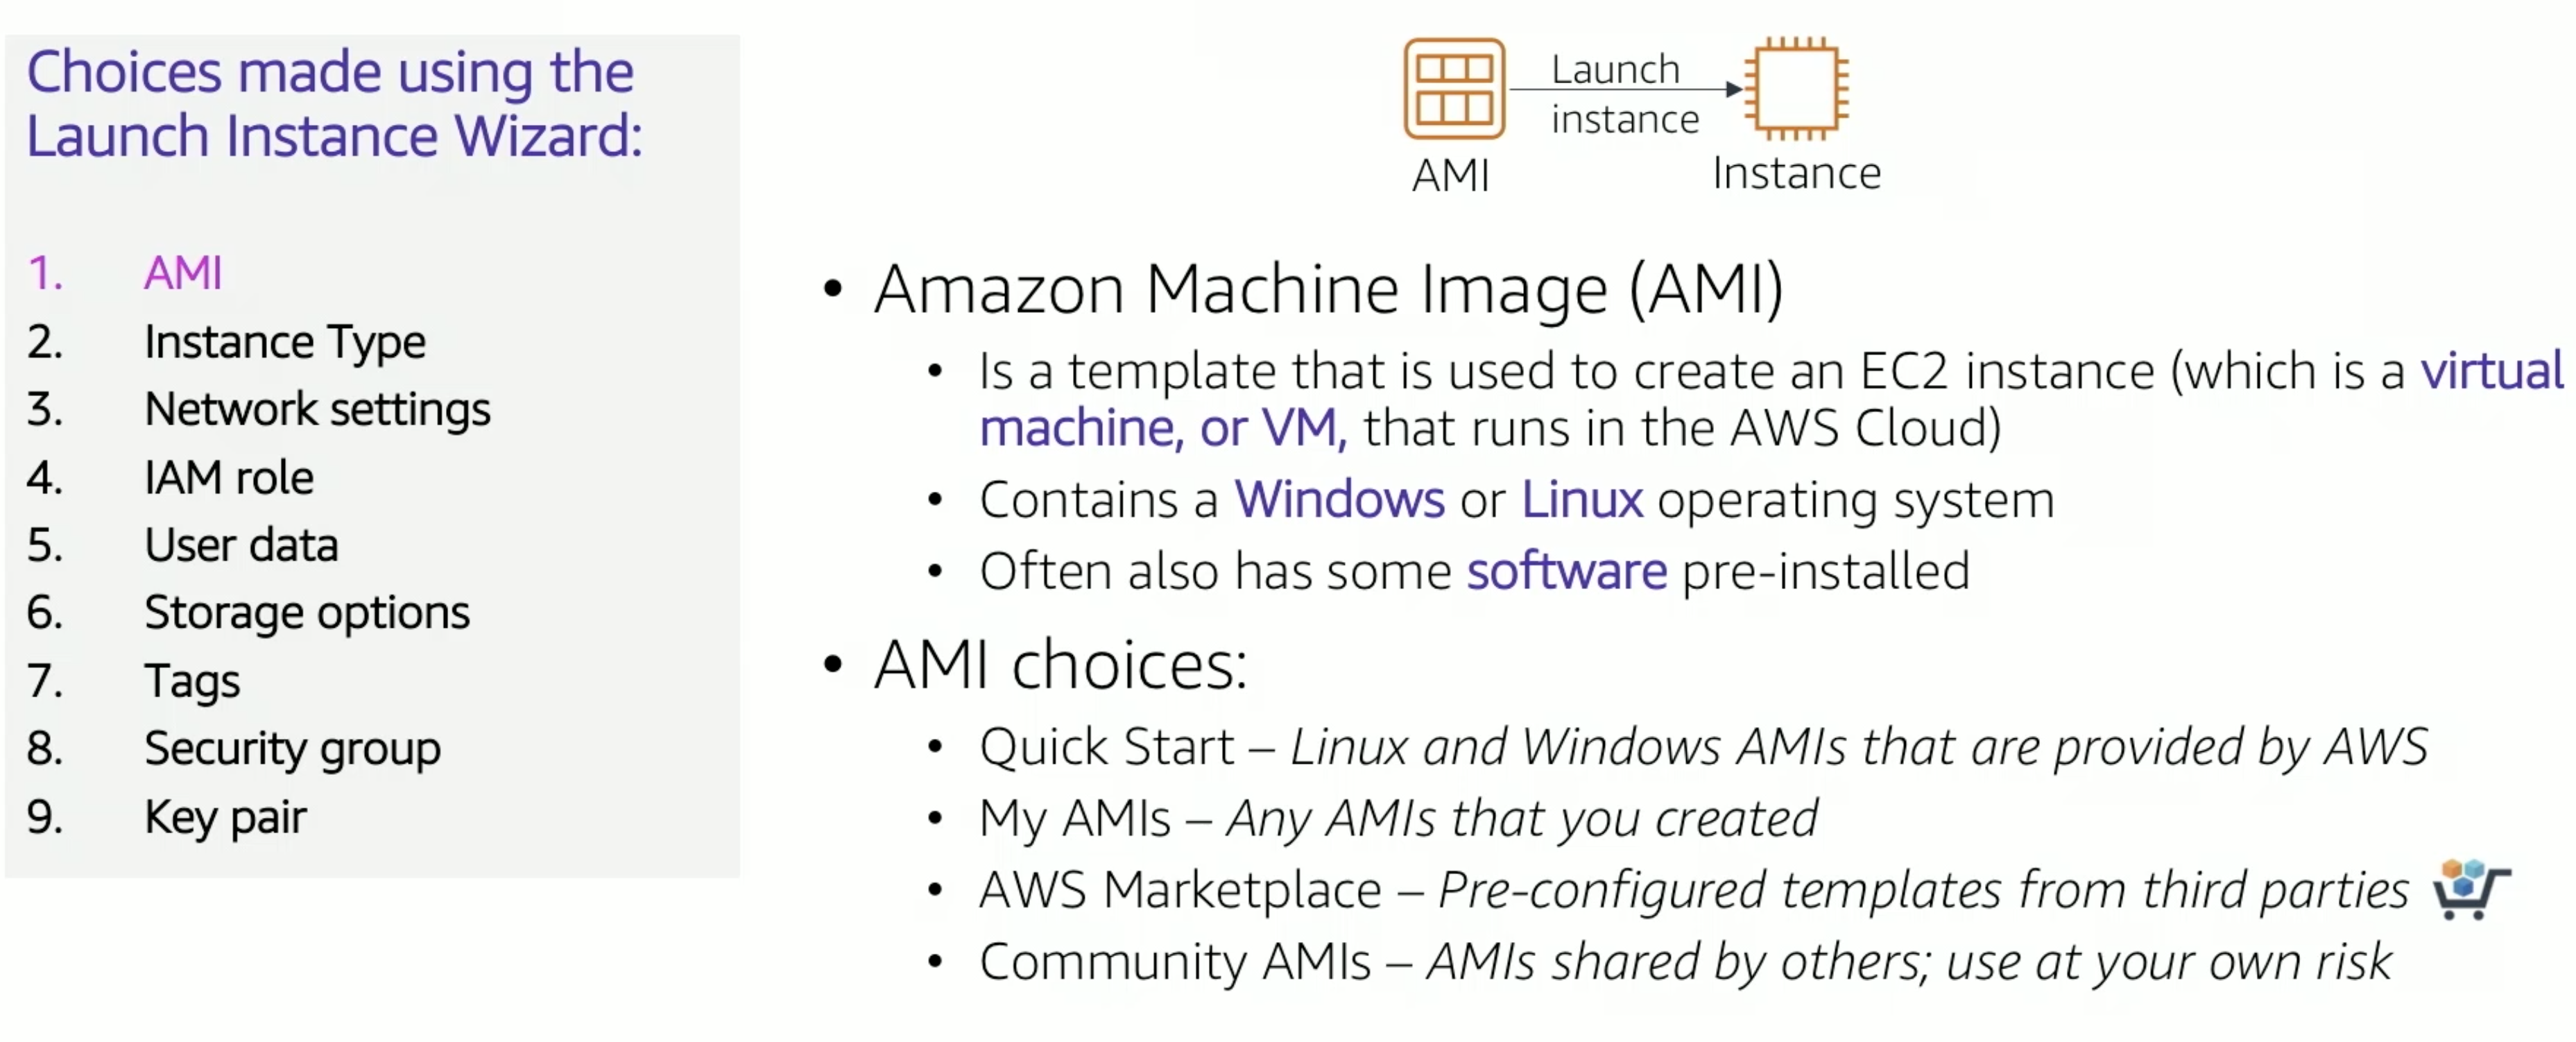 Choices made using the
Launch Instance Wizard:
1. AMI
2. Instance Type
3. Network settings
4. IAM role
5. User data
6. Storage options
7. Tags
8. Security group
9. Key pair
Launch
instance
AMI
Instance
• Amazon Machine Image (AMI)
• Is a template that is used to create an EC2 instance (which is a virtual
machine, or VM, that runs in the AWS Cloud)
• Contains a Windows or Linux operating system
• Often also has some software pre-installed
• AMI choices:
• Quick Start – Linux and Windows AMIs that are provided by AWS
• My AMIs – Any AMIs that you created
• AWS Marketplace – Pre-configured templates from third parties
• Community AMIs – AMIs shared by others; use at your own risk